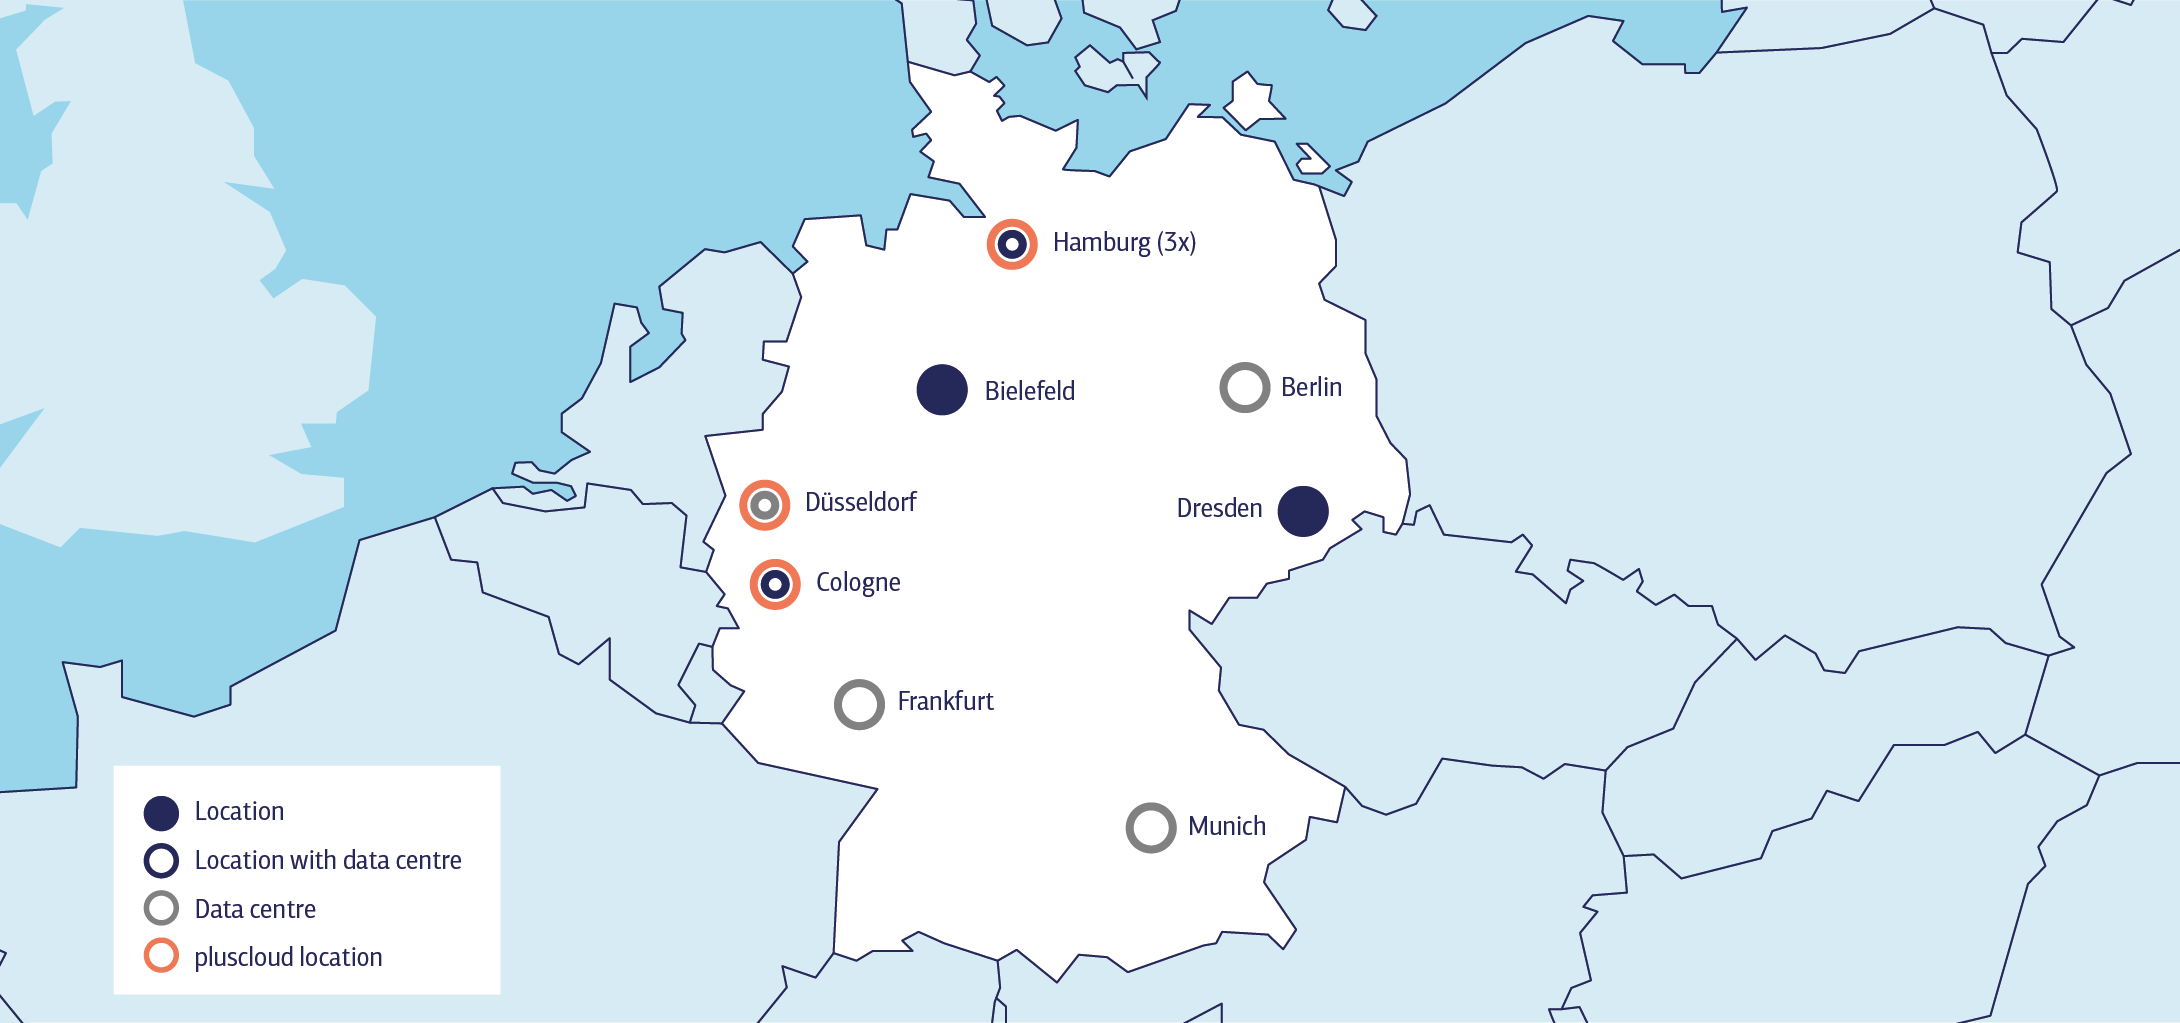 Hamburg (3x)
Bielefeld
Berlin
Düsseldorf
Dresden
Cologne
Frankfurt
Munich
Location
Location with data centre
Data centre
pluscloud location